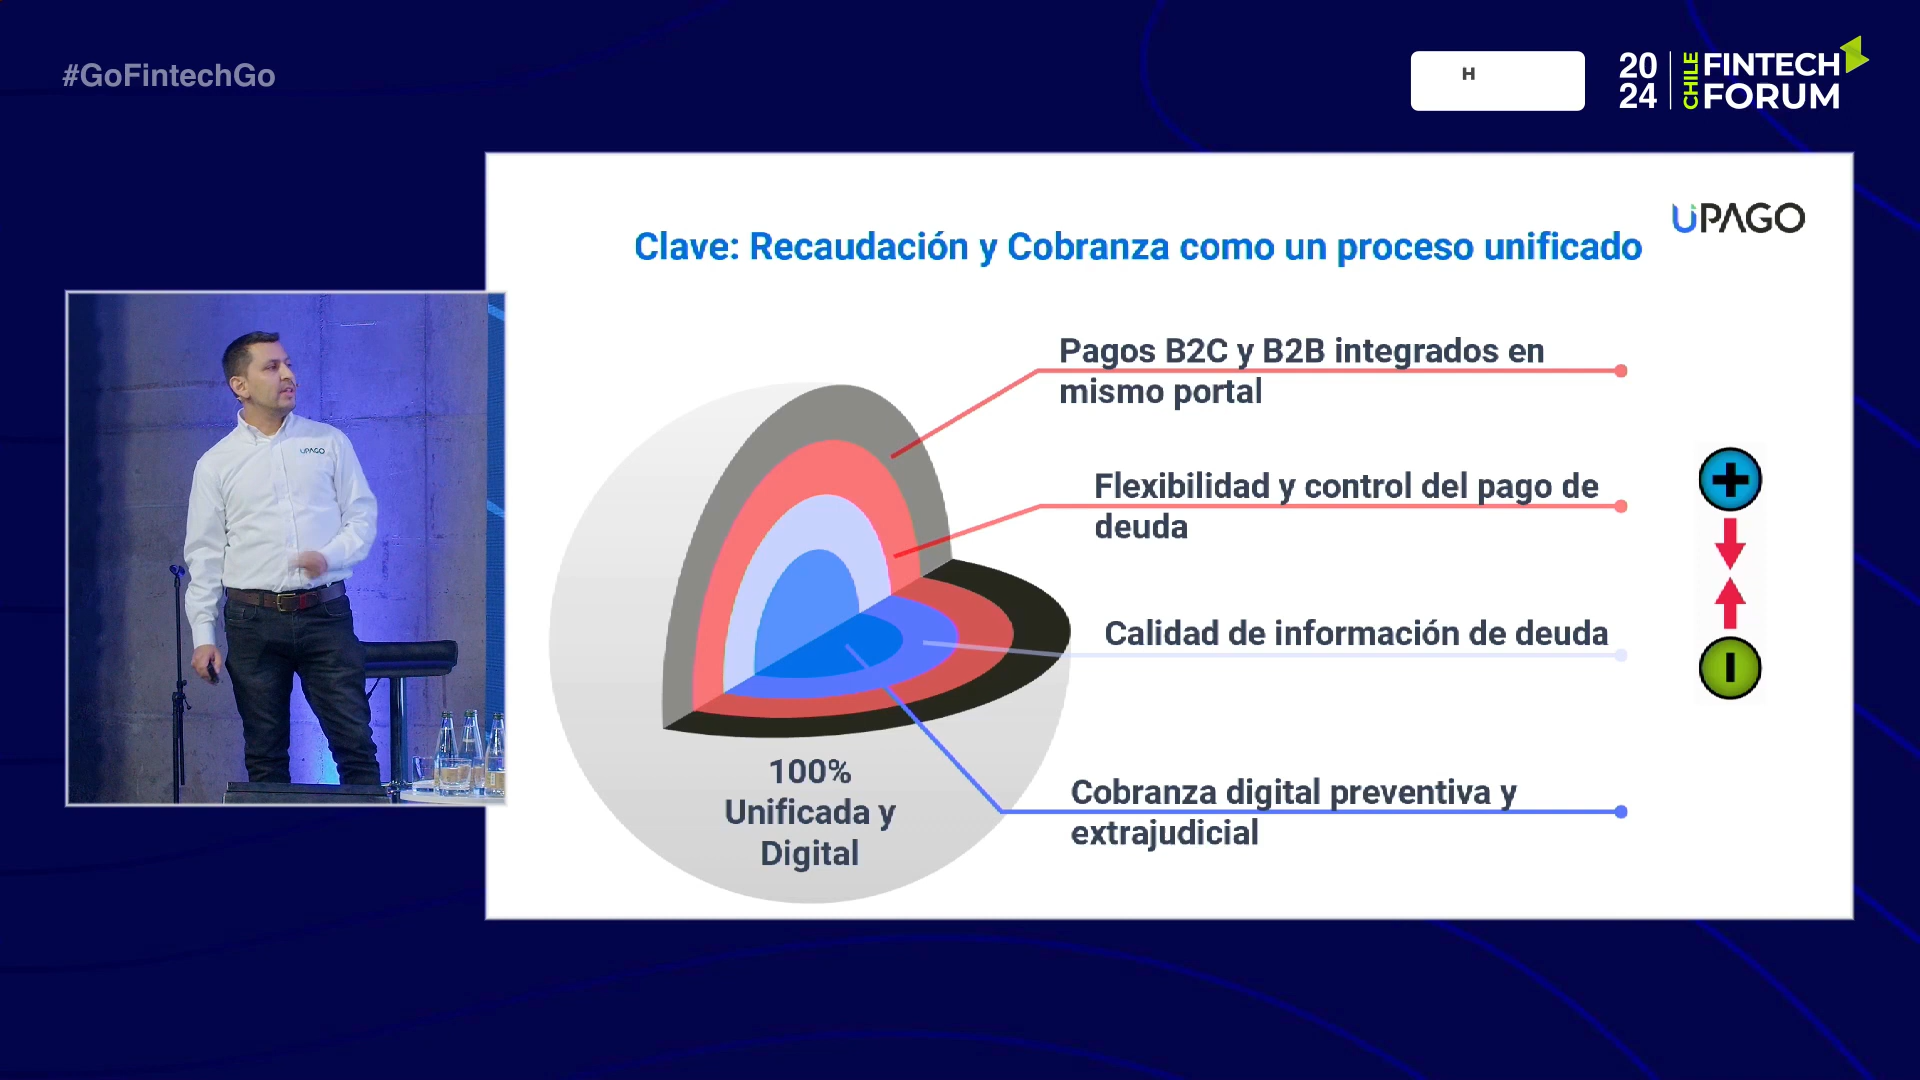 #GoFintechGo
H
20
24
CHILE
FINTECH
FORUM
UPAGO
Clave: Recaudación y Cobranza como un proceso unificado
Pagos B2C y B2B integrados en
mismo portal
Flexibilidad y control del pago de
deuda
Calidad de información de deuda
Cobranza digital preventiva y
extrajudicial
100%
Unificada y
Digital
UPAGO